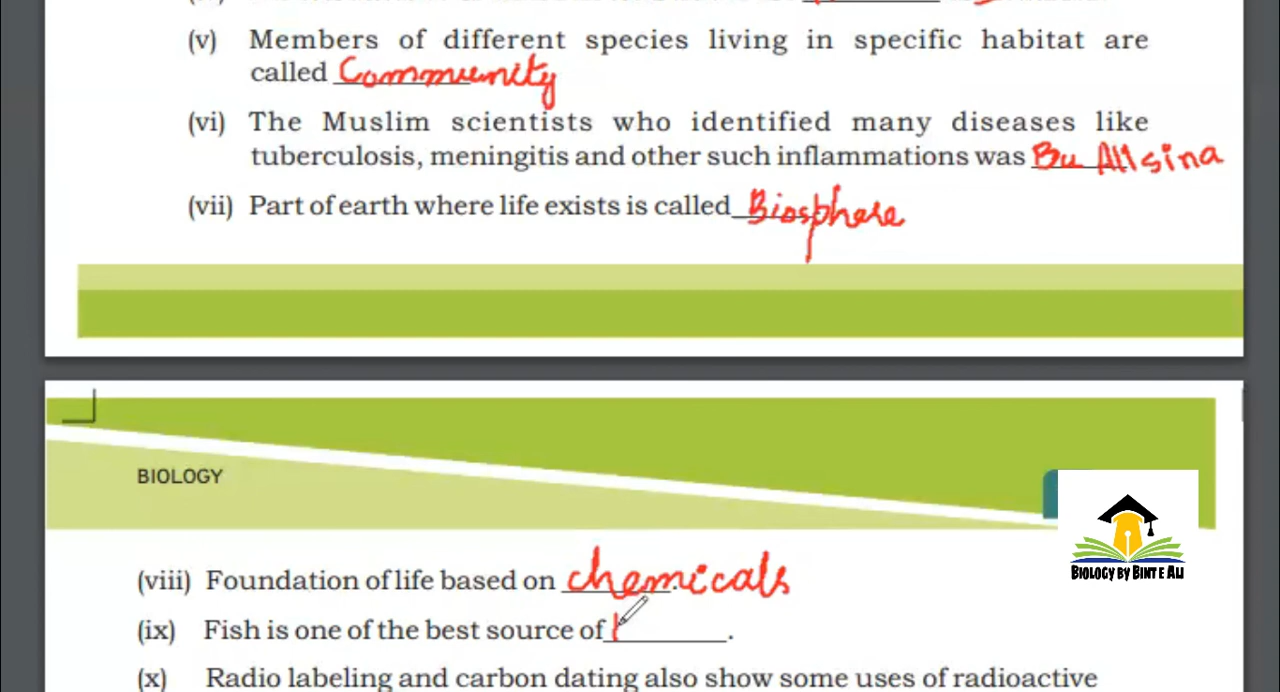 (v) Members of different species living in specific habitat are
called Community
(vi) The Muslim scientists who identified many diseases like
tuberculosis, meningitis and other such inflammations was Bu Ali sina
(vii) Part of earth where life exists is called Biosphere
BIOLOGY
BIOLOGY BY BINT E ALI
(viii) Foundation of life based on chemicals.
(ix) Fish is one of the best source of ________.
(x) Radio labeling and carbon dating also show some uses of radioactive